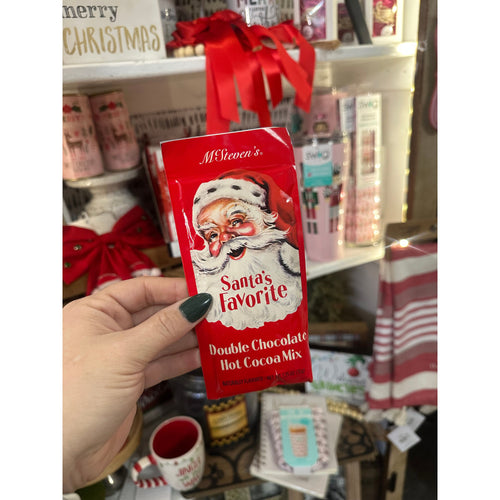 merry
CHRISTMAS
McSteven's
Santa's
Favorite
Double Chocolate
Hot Cocoa Mix